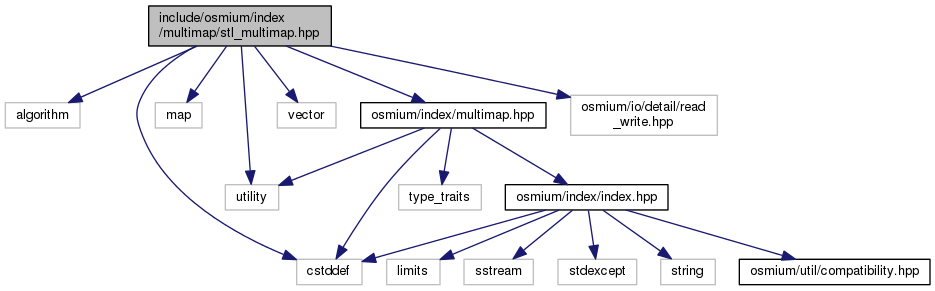 include/osmium/index
/multimap/stl_multimap.hpp
algorithm
map
vector
osmium/index/multimap.hpp
osmium/io/detail/read
_write.hpp
utility
type_traits
osmium/index/index.hpp
cstddef
limits
sstream
stdexcept
string
osmium/util/compatibility.hpp